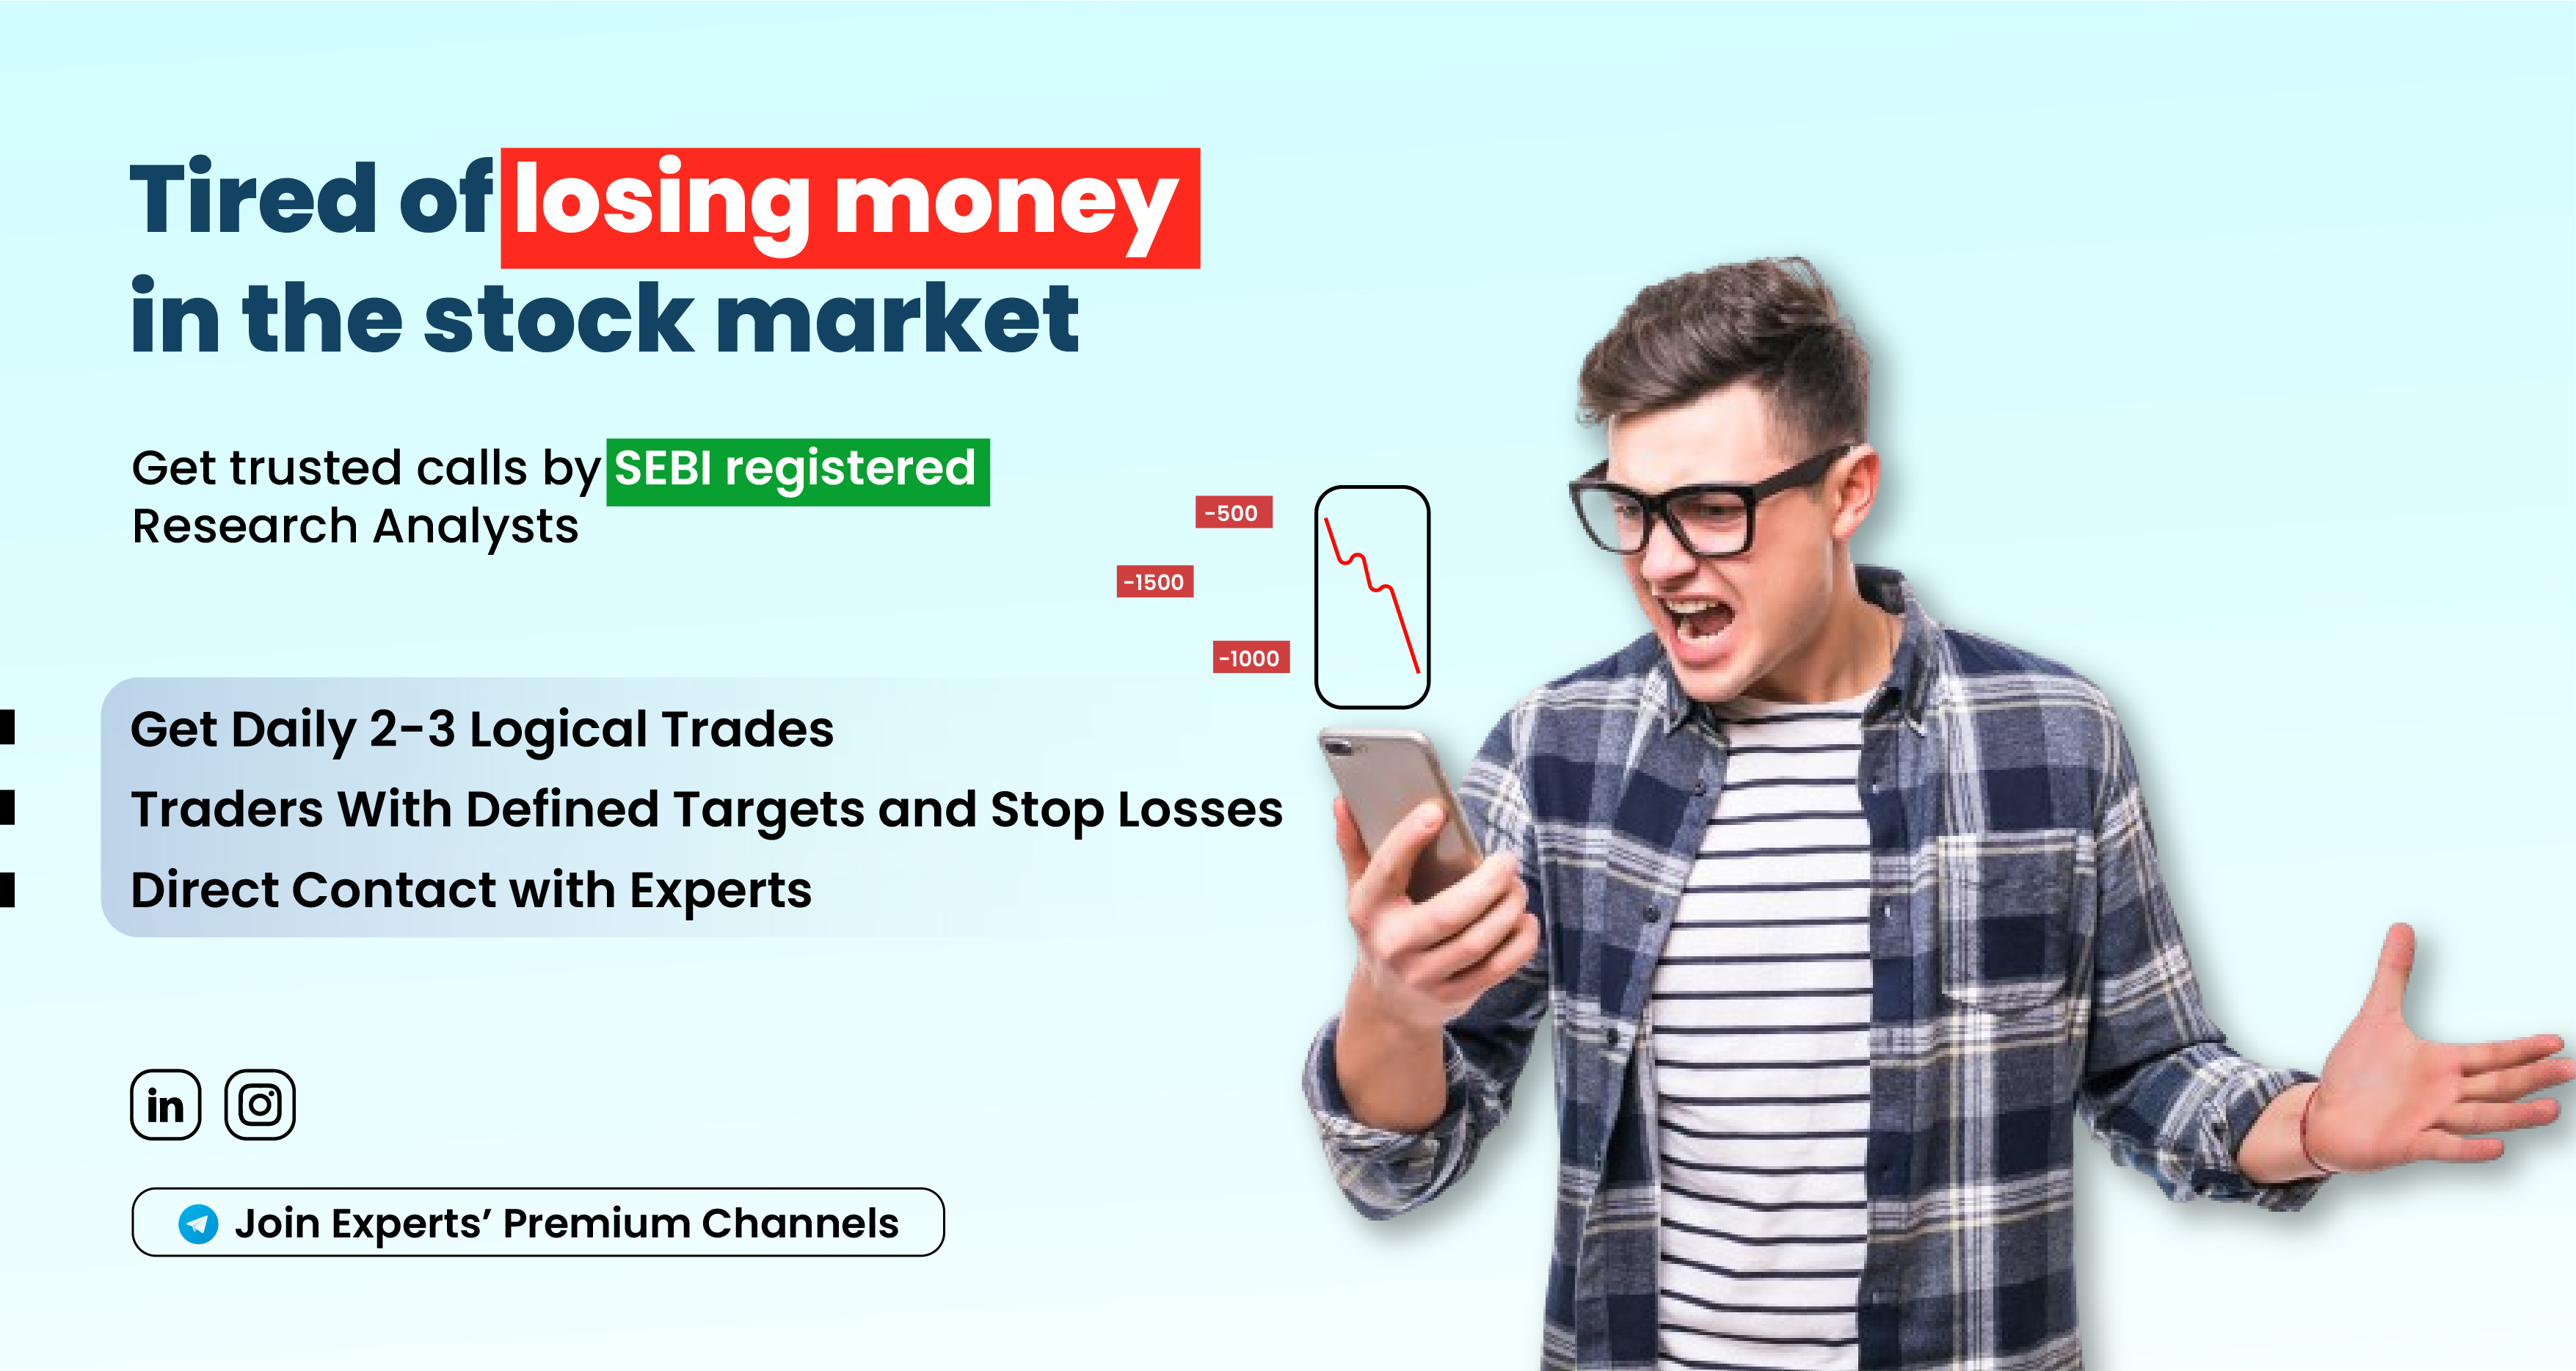 Tired of losing money
in the stock market
Get trusted calls by SEBI registered
Research Analysts
-500
-1500
-1000
Get Daily 2-3 Logical Trades
Traders With Defined Targets and Stop Losses
Direct Contact with Experts
in
Join Experts’ Premium Channels